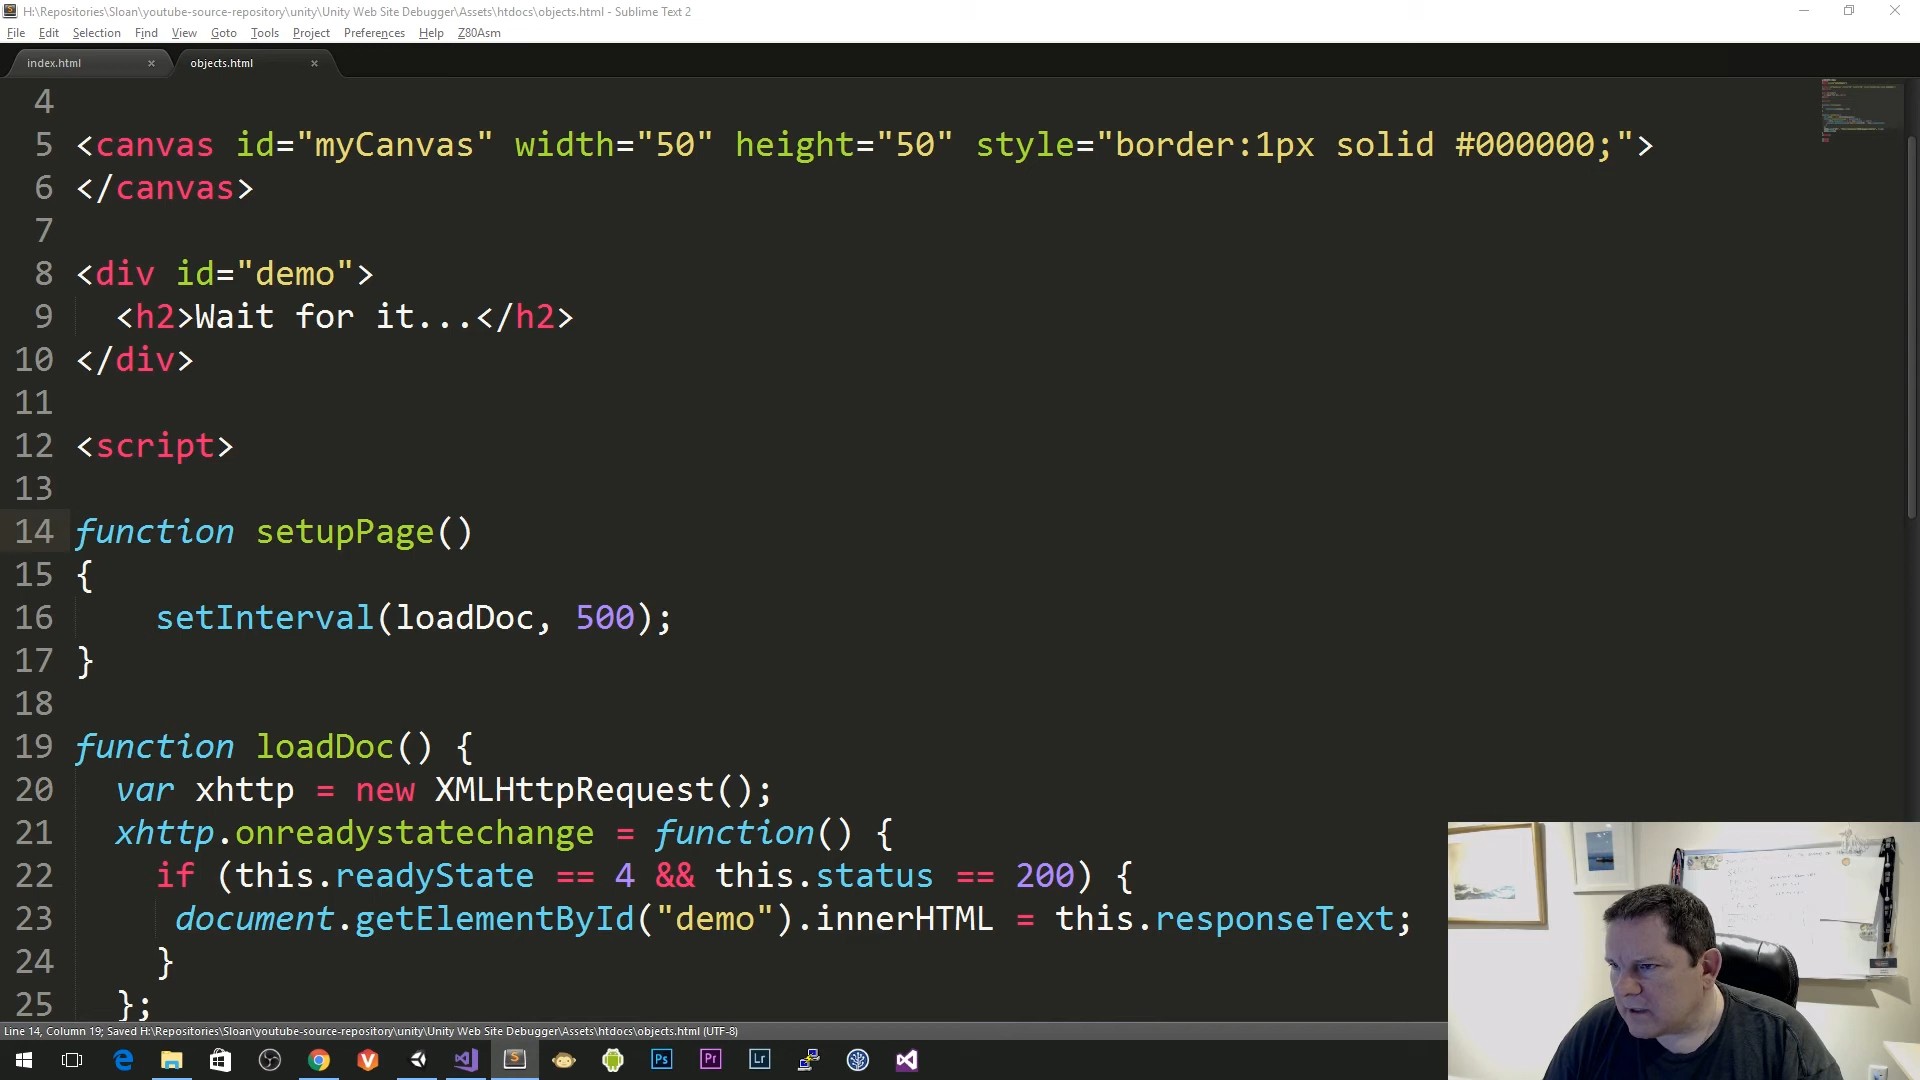 H:\Repositories\Sloan\youtube-source-repository\unity\Unity Web Site Debugger\Assets\htdocs\objects.html - Sublime Text 2
File Edit Selection Find View Goto Tools Project Preferences Help Z80Asm
index.html × objects.html ×
4
5 <canvas id="myCanvas" width="50" height="50" style="border:1px solid #000000;">
6 </canvas>
7
8 <div id="demo">
9 <h2>Wait for it...</h2>
10 </div>
11
12 <script>
13
14 function setupPage()
15 {
16 setInterval(loadDoc, 500);
17 }
18
19 function loadDoc() {
20 var xhttp = new XMLHttpRequest();
21 xhttp.onreadystatechange = function() {
22 if (this.readyState == 4 && this.status == 200) {
23 document.getElementById("demo").innerHTML = this.responseText;
24 }
25 };
Line 14, Column 19; Saved H:\Repositories\Sloan\youtube-source-repository\unity\Unity Web Site Debugger\Assets\htdocs\objects.html (UTF-8)
Ps Pr Lr